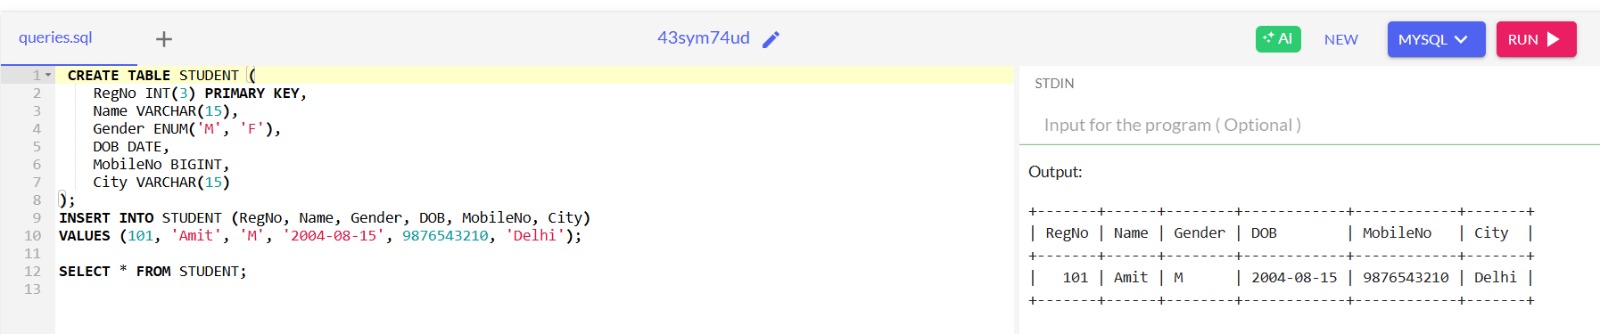 queries.sql + 43sym74ud AI NEW MYSQL RUN
1 CREATE TABLE STUDENT (
2 RegNo INT(3) PRIMARY KEY,
3 Name VARCHAR(15),
4 Gender ENUM('M', 'F'),
5 DOB DATE,
6 MobileNo BIGINT,
7 City VARCHAR(15)
8 );
9 INSERT INTO STUDENT (RegNo, Name, Gender, DOB, MobileNo, City)
10 VALUES (101, 'Amit', 'M', '2004-08-15', 9876543210, 'Delhi');
11
12 SELECT * FROM STUDENT;
13
STDIN
Input for the program ( Optional )
Output:
+-------+------+--------+------------+------------+-------+
| RegNo | Name | Gender | DOB        | MobileNo   | City  |
+-------+------+--------+------------+------------+-------+
|   101 | Amit | M      | 2004-08-15 | 9876543210 | Delhi |
+-------+------+--------+------------+------------+-------+